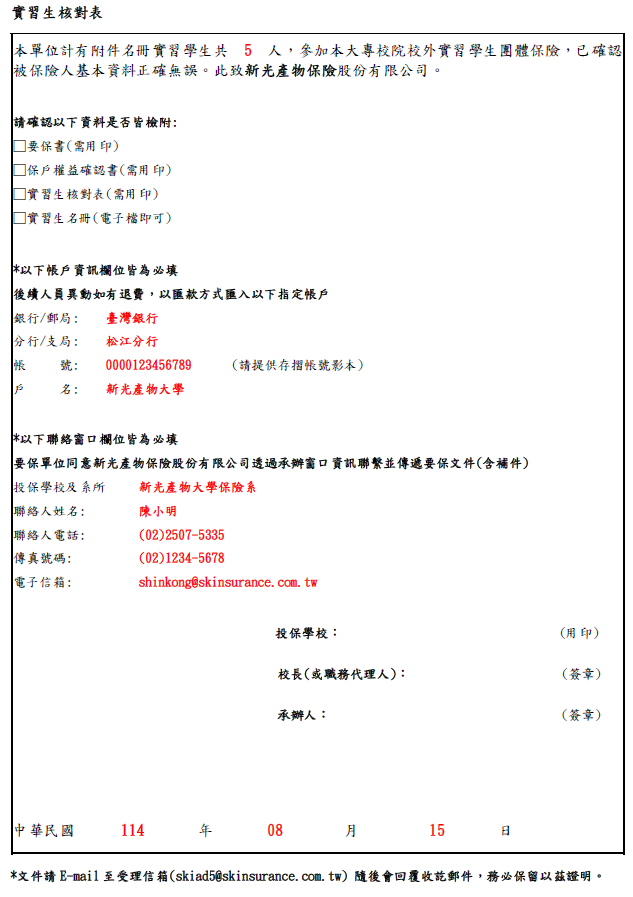 實習生核對表
本單位計有附件名冊實習學生共 5 人，參加本大專校院校外實習學生團體保險，已確認
被保險人基本資料正確無誤。此致新光產物保險股份有限公司。
請確認以下資料是否皆檢附:
□要保書(需用印)
□保戶權益確認書(需用印)
□實習生核對表(需用印)
□實習生名冊(電子檔即可)
*以下帳戶資訊欄位皆為必填
後續人員異動如有退費，以匯款方式匯入以下指定帳戶
銀行/郵局: 臺灣銀行
分行/支局: 松江分行
帳 號: 0000123456789 (請提供存摺帳號影本)
戶 名: 新光產物大學
*以下聯絡窗口欄位皆為必填
要保單位同意新光產物保險股份有限公司透過承辦窗口資訊聯繫並傳遞要保文件(含補件)
投保學校及系所 新光產物大學保險系
聯絡人姓名: 陳小明
聯絡人電話: (02)2507-5335
傳真號碼: (02)1234-5678
電子信箱: shinkong@skinsurance.com.tw
投保學校： (用印)
校長(或職務代理人)： (簽章)
承辦人： (簽章)
中華民國 114 年 08 月 15 日
*文件請 E-mail 至受理信箱(skiad5@skinsurance.com.tw) 隨後會回覆收訖郵件，務必保留以茲證明。